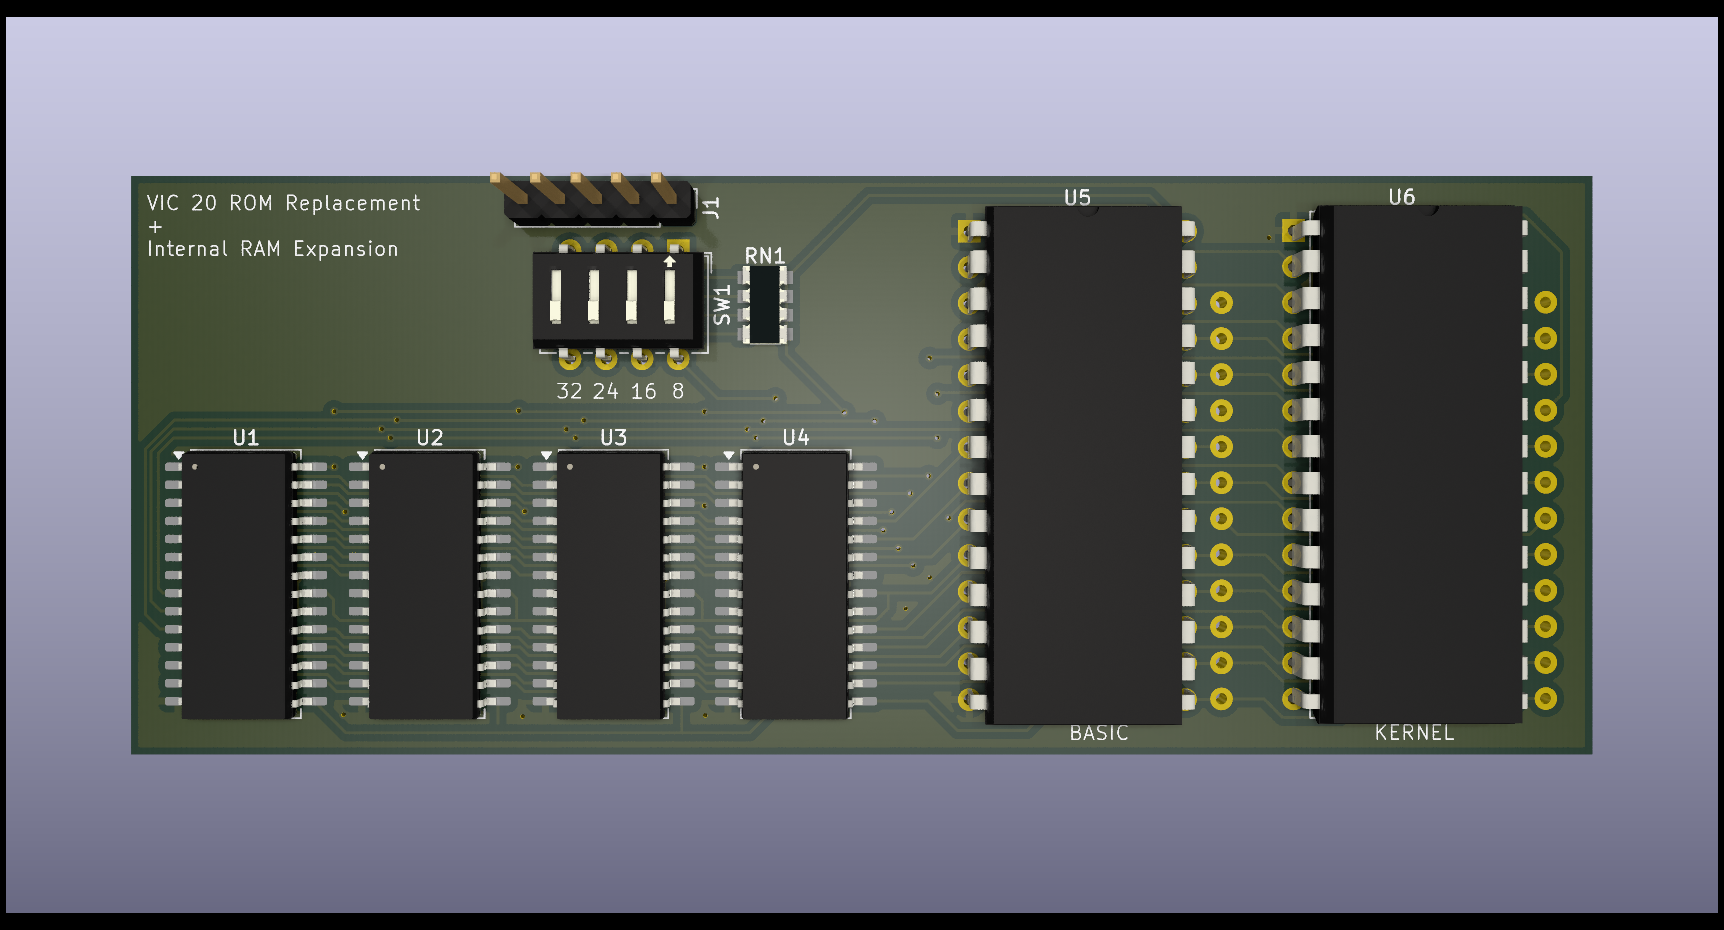 VIC 20 ROM Replacement
+
Internal RAM Expansion
J1
SW1
RN1
32 24 16 8
U1
U2
U3
U4
U5
U6
BASIC
KERNEL